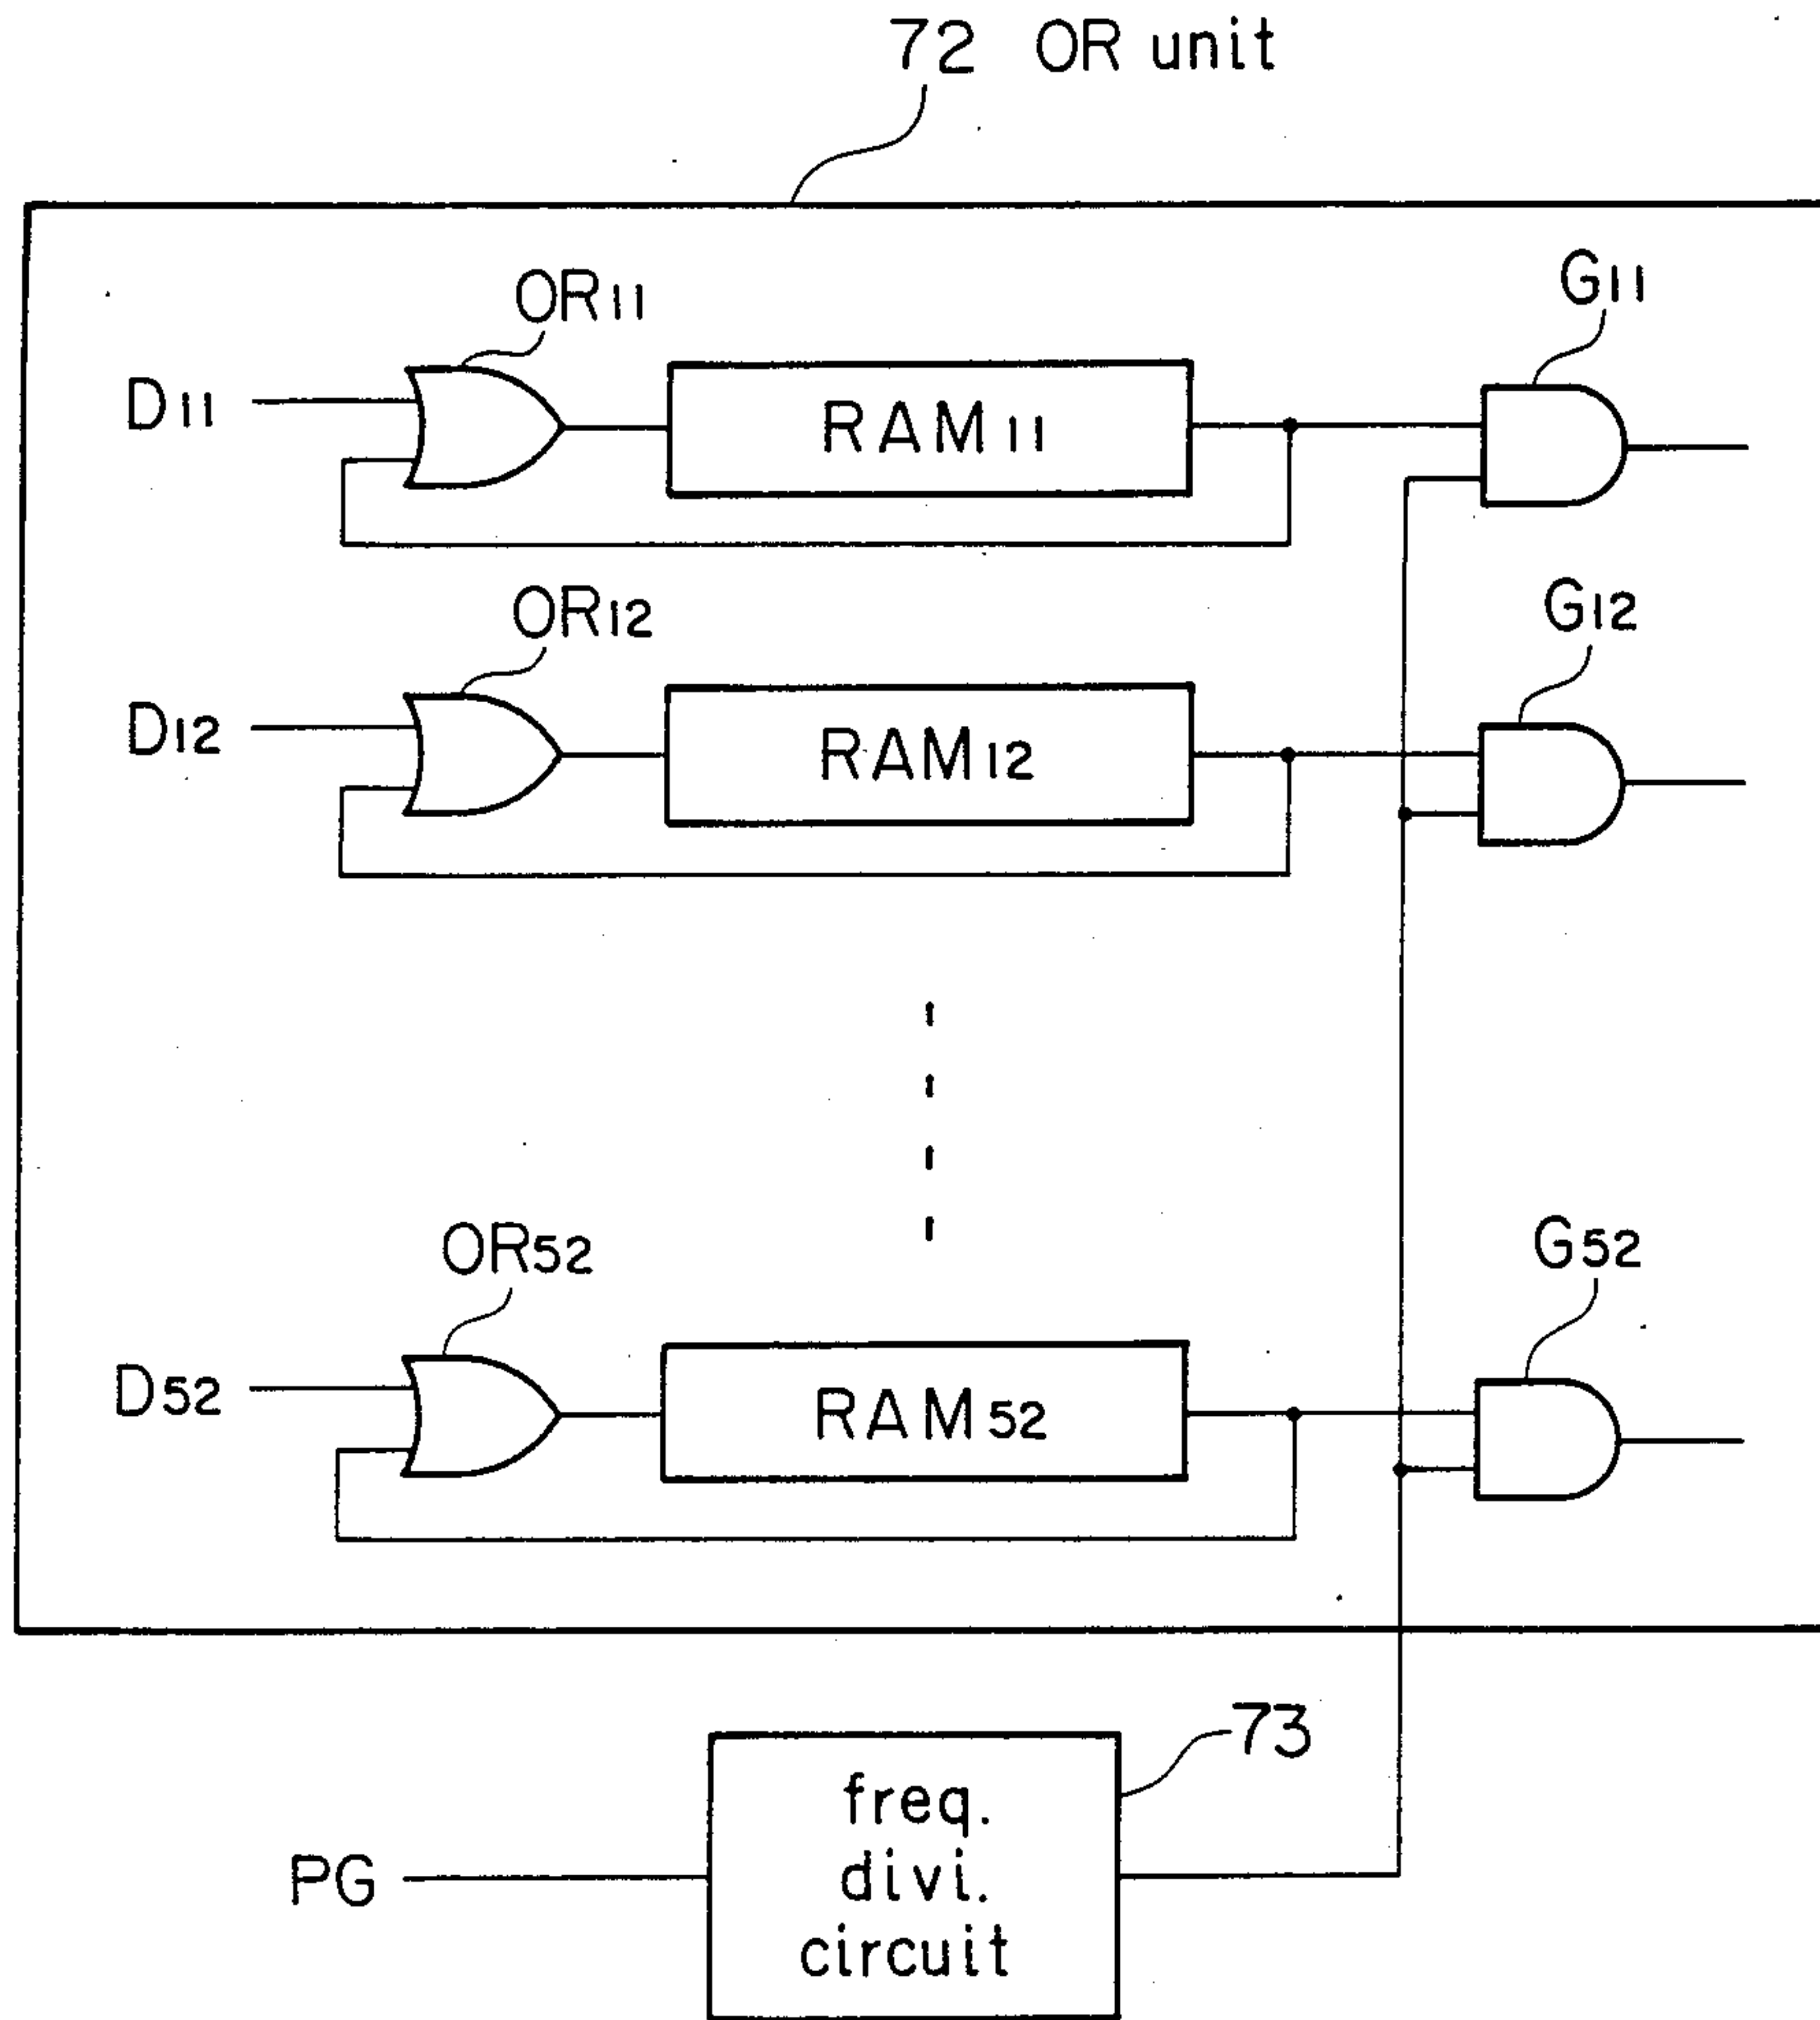 72 OR unit
OR11
G11
D11
RAM11
OR12
G12
D12
RAM12
OR52
G52
D52
RAM52
73
PG
freq.
divi.
circuit